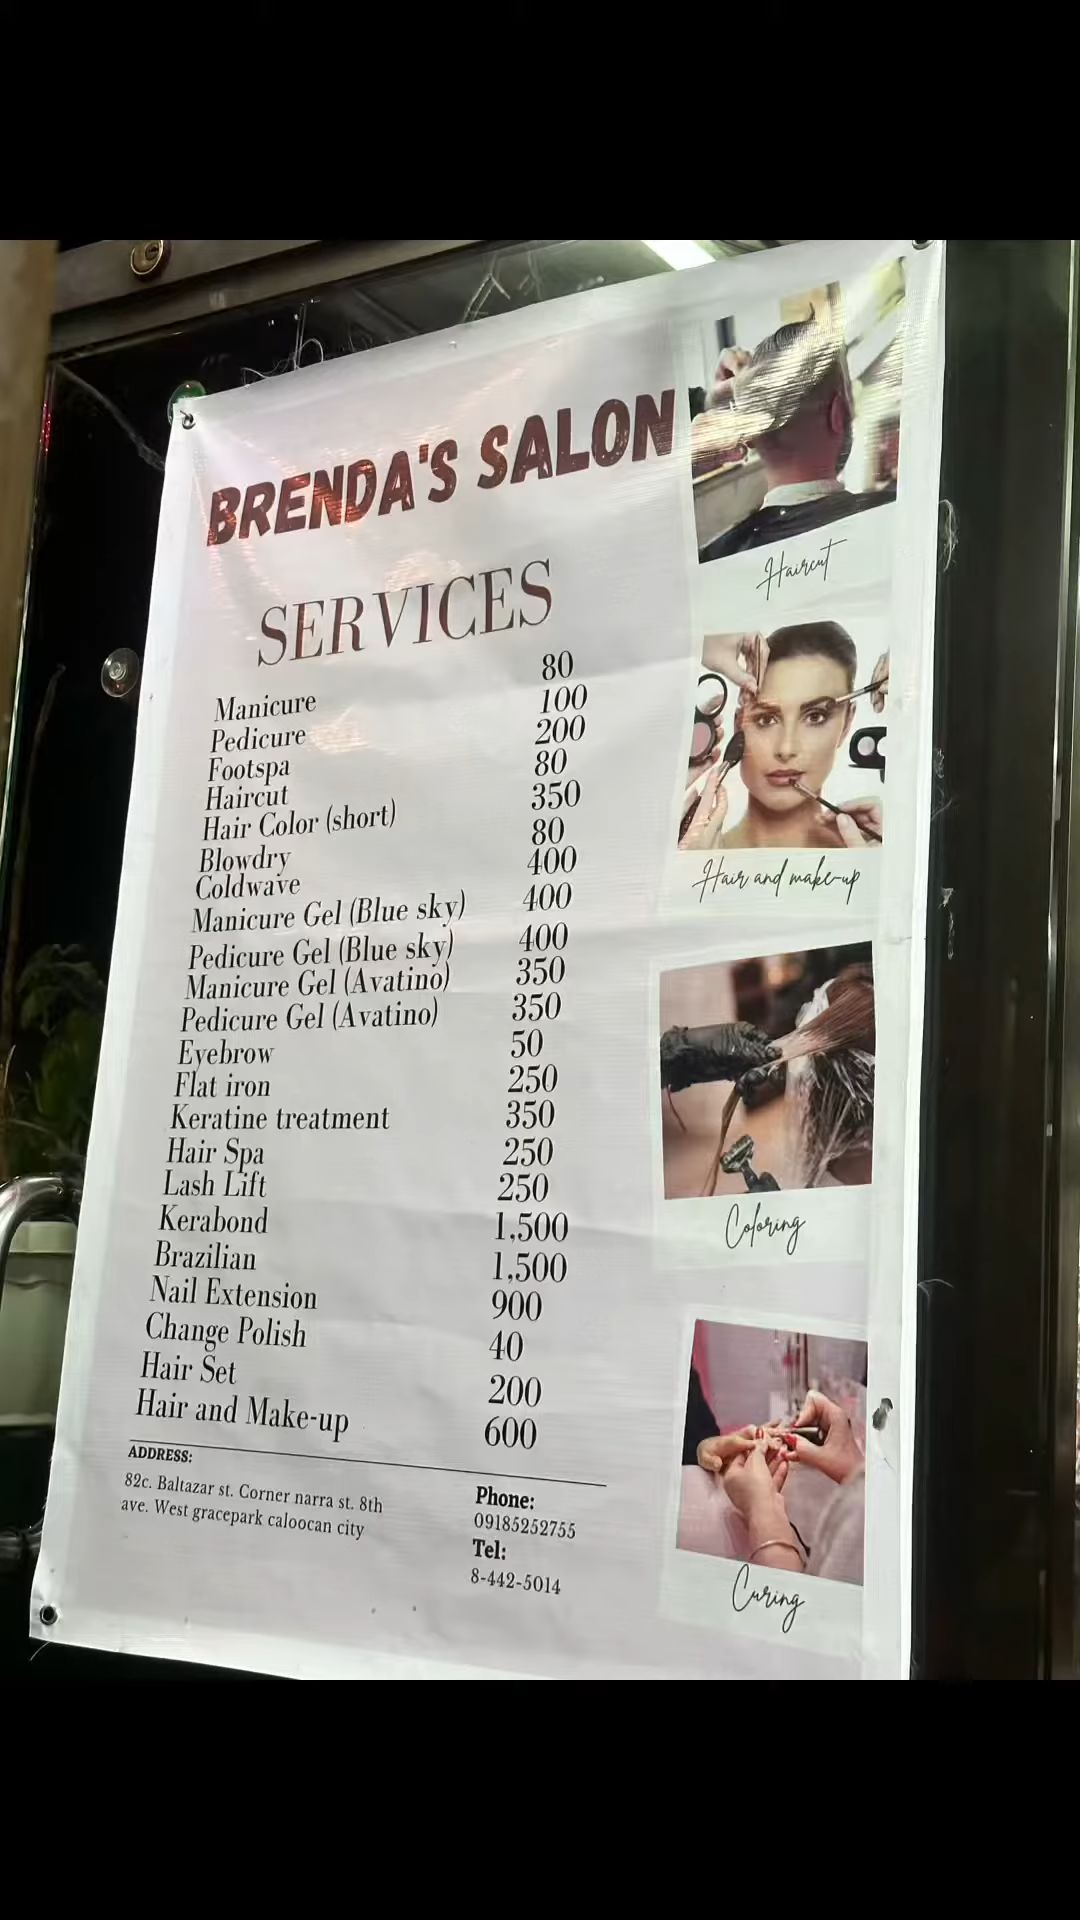 BRENDA'S SALON
SERVICES
Manicure 80
Pedicure 100
Footspa 200
Haircut 80
Hair Color (short) 350
Blowdry 80
Coldwave 400
Manicure Gel (Blue sky) 400
Pedicure Gel (Blue sky) 400
Manicure Gel (Avatino) 350
Pedicure Gel (Avatino) 350
Eyebrow 50
Flat iron 250
Keratine treatment 350
Hair Spa 250
Lash Lift 250
Kerabond 1,500
Brazilian 1,500
Nail Extension 900
Change Polish 40
Hair Set 200
Hair and Make-up 600
ADDRESS:
82c. Baltazar st. Corner narra st. 8th
ave. West gracepark caloocan city
Phone:
09185252755
Tel:
8-442-5014
Haircut
Hair and make-up
Coloring
Curing